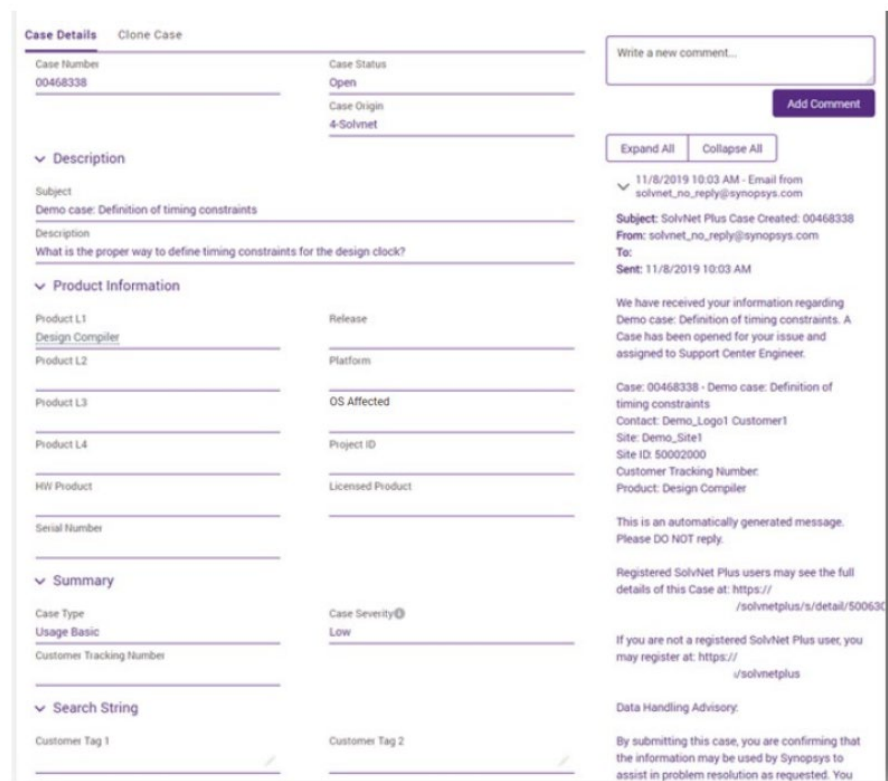 Case Details Clone Case
Case Number Case Status
00468338 Open
Case Origin
4-Solvnet
Description
Subject
Demo case: Definition of timing constraints
Description
What is the proper way to define timing constraints for the design clock?
Product Information
Product L1 Release
Design Compiler
Product L2 Platform
Product L3 OS Affected
Product L4 Project ID
HW Product Licensed Product
Serial Number
Summary
Case Type Case Severity
Usage Basic Low
Customer Tracking Number
Search String
Customer Tag 1 Customer Tag 2
Write a new comment...
Add Comment
Expand All Collapse All
11/8/2019 10:03 AM - Email from
solvnet_no_reply@synopsys.com
Subject: SolvNet Plus Case Created: 00468338
From: solvnet_no_reply@synopsys.com
To:
Sent: 11/8/2019 10:03 AM
We have received your information regarding
Demo case: Definition of timing constraints. A
Case has been opened for your issue and
assigned to Support Center Engineer.
Case: 00468338 - Demo case: Definition of
timing constraints
Contact: Demo_Logo1 Customer1
Site: Demo_Site1
Site ID: 50002000
Customer Tracking Number:
Product: Design Compiler
This is an automatically generated message.
Please DO NOT reply.
Registered SolvNet Plus users may see the full
details of this Case at: https://
/solvnetplus/s/detail/500630
If you are not a registered SolvNet Plus user, you
may register at: https://
/solvnetplus
Data Handling Advisory:
By submitting this case, you are confirming that
the information may be used by Synopsys to
assist in problem resolution as requested. You